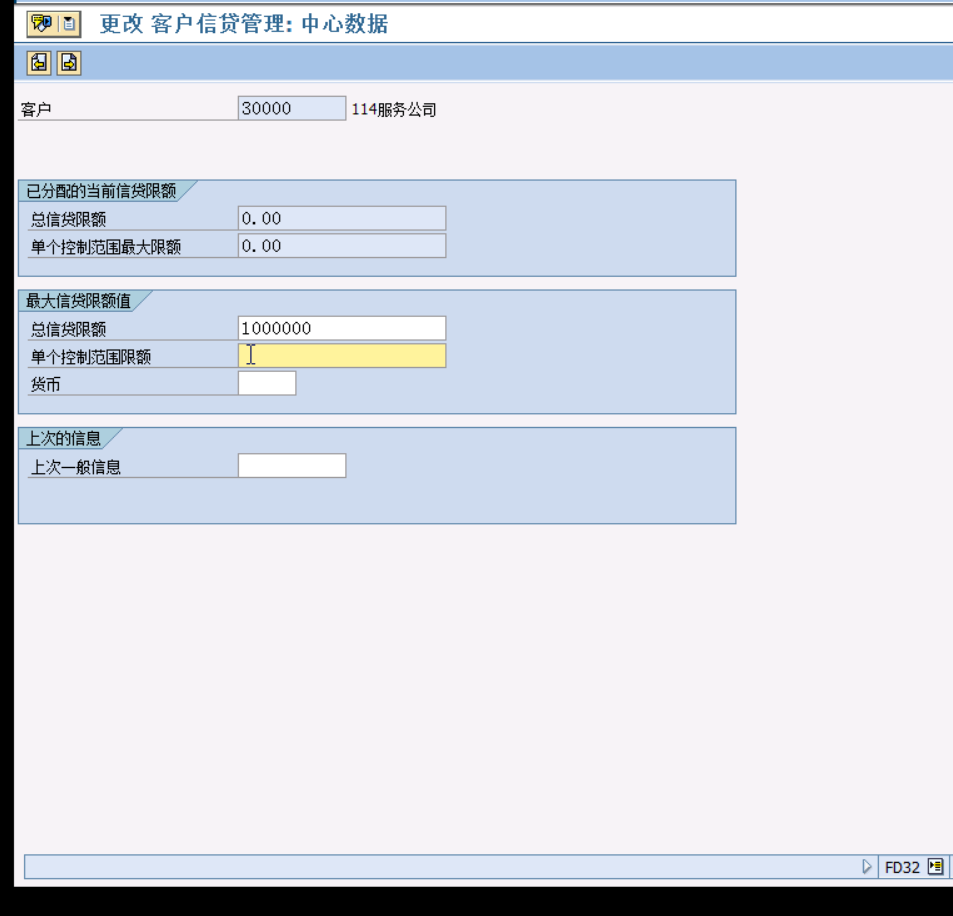 更改 客户信贷管理: 中心数据
客户 30000 114服务公司
已分配的当前信贷限额
总信贷限额 0.00
单个控制范围最大限额 0.00
最大信贷限额值
总信贷限额 1000000
单个控制范围限额
货币
上次的信息
上次一般信息
FD32